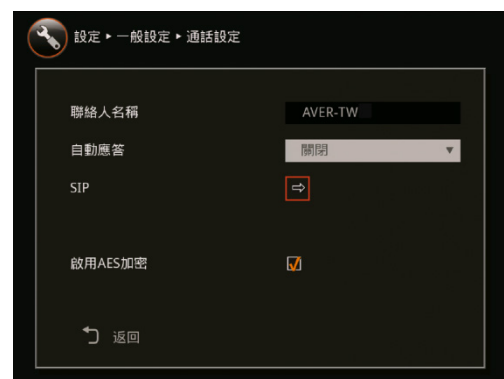 設定 ▸ 一般設定 ▸ 通話設定
聯絡人名稱 AVER-TW
自動應答 關閉
SIP
啟用AES加密
返回